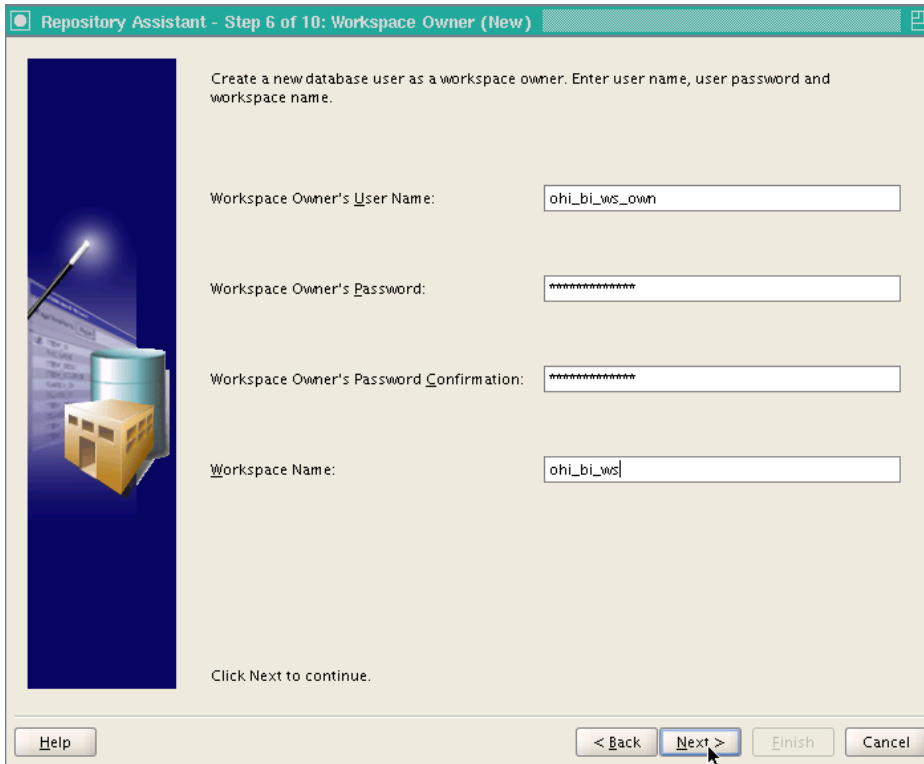 Repository Assistant - Step 6 of 10: Workspace Owner (New)
Create a new database user as a workspace owner. Enter user name, user password and
workspace name.
Workspace Owner's User Name:
ohi_bi_ws_own
Workspace Owner's Password:
*************
Workspace Owner's Password Confirmation:
*************
Workspace Name:
ohi_bi_ws
Click Next to continue.
Help
< Back
Next >
Finish
Cancel